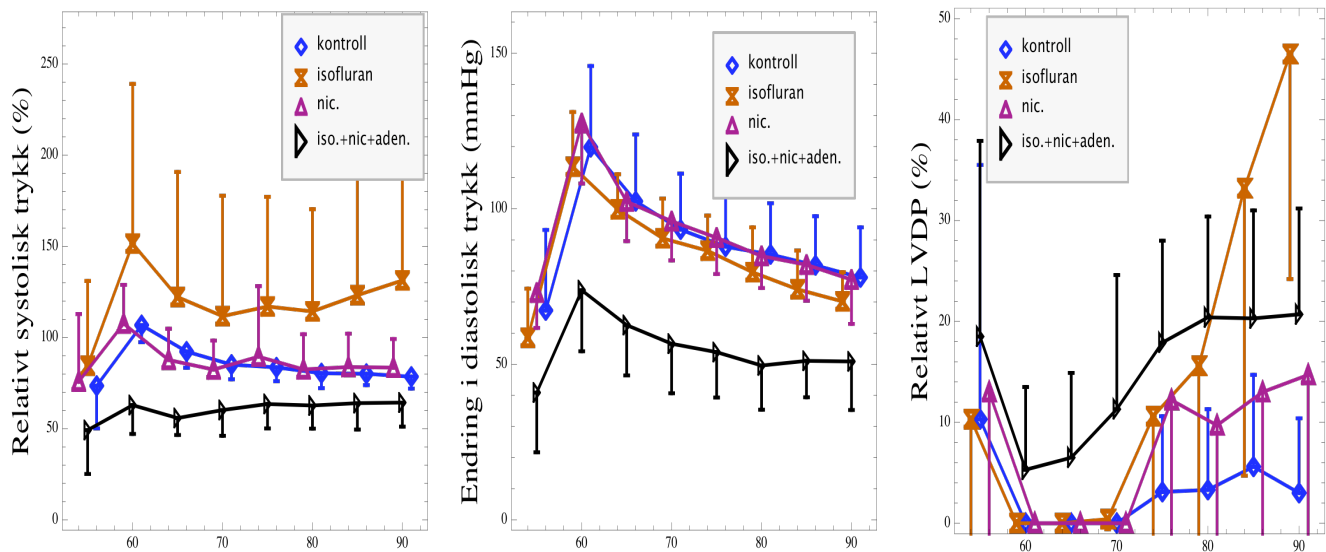 Relativt systolisk trykk (%)
250
200
150
100
50
0
60
70
80
90
kontroll
isofluran
nic.
iso.+nic+aden.
Endring i diastolisk trykk (mmHg)
150
100
50
0
60
70
80
90
kontroll
isofluran
nic.
iso.+nic+aden.
Relativt LVDP (%)
50
40
30
20
10
0
60
70
80
90
kontroll
isofluran
nic.
iso.+nic+aden.